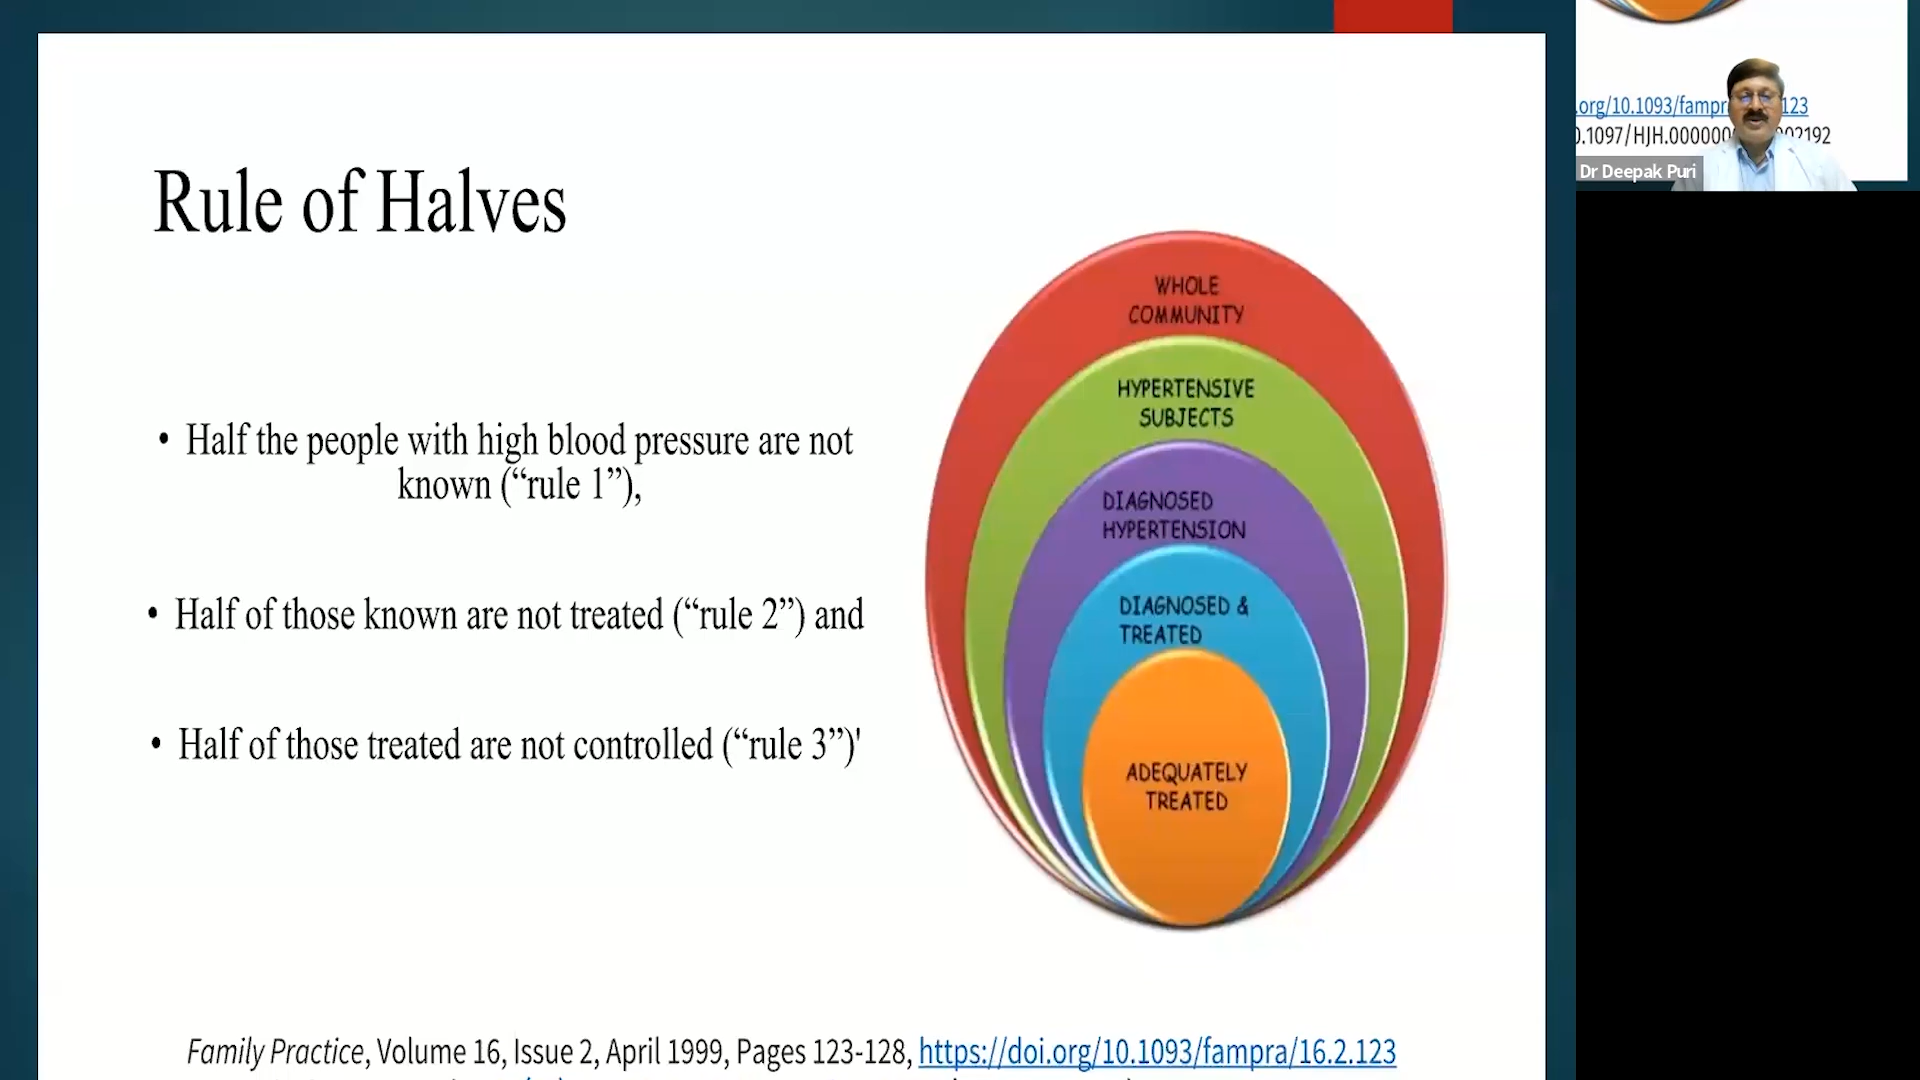 Rule of Halves
• Half the people with high blood pressure are not
known (“rule 1”),
• Half of those known are not treated (“rule 2”) and
• Half of those treated are not controlled (“rule 3”)'
WHOLE
COMMUNITY
HYPERTENSIVE
SUBJECTS
DIAGNOSED
HYPERTENSION
DIAGNOSED &
TREATED
ADEQUATELY
TREATED
Family Practice, Volume 16, Issue 2, April 1999, Pages 123-128, https://doi.org/10.1093/fampra/16.2.123
Dr Deepak Puri